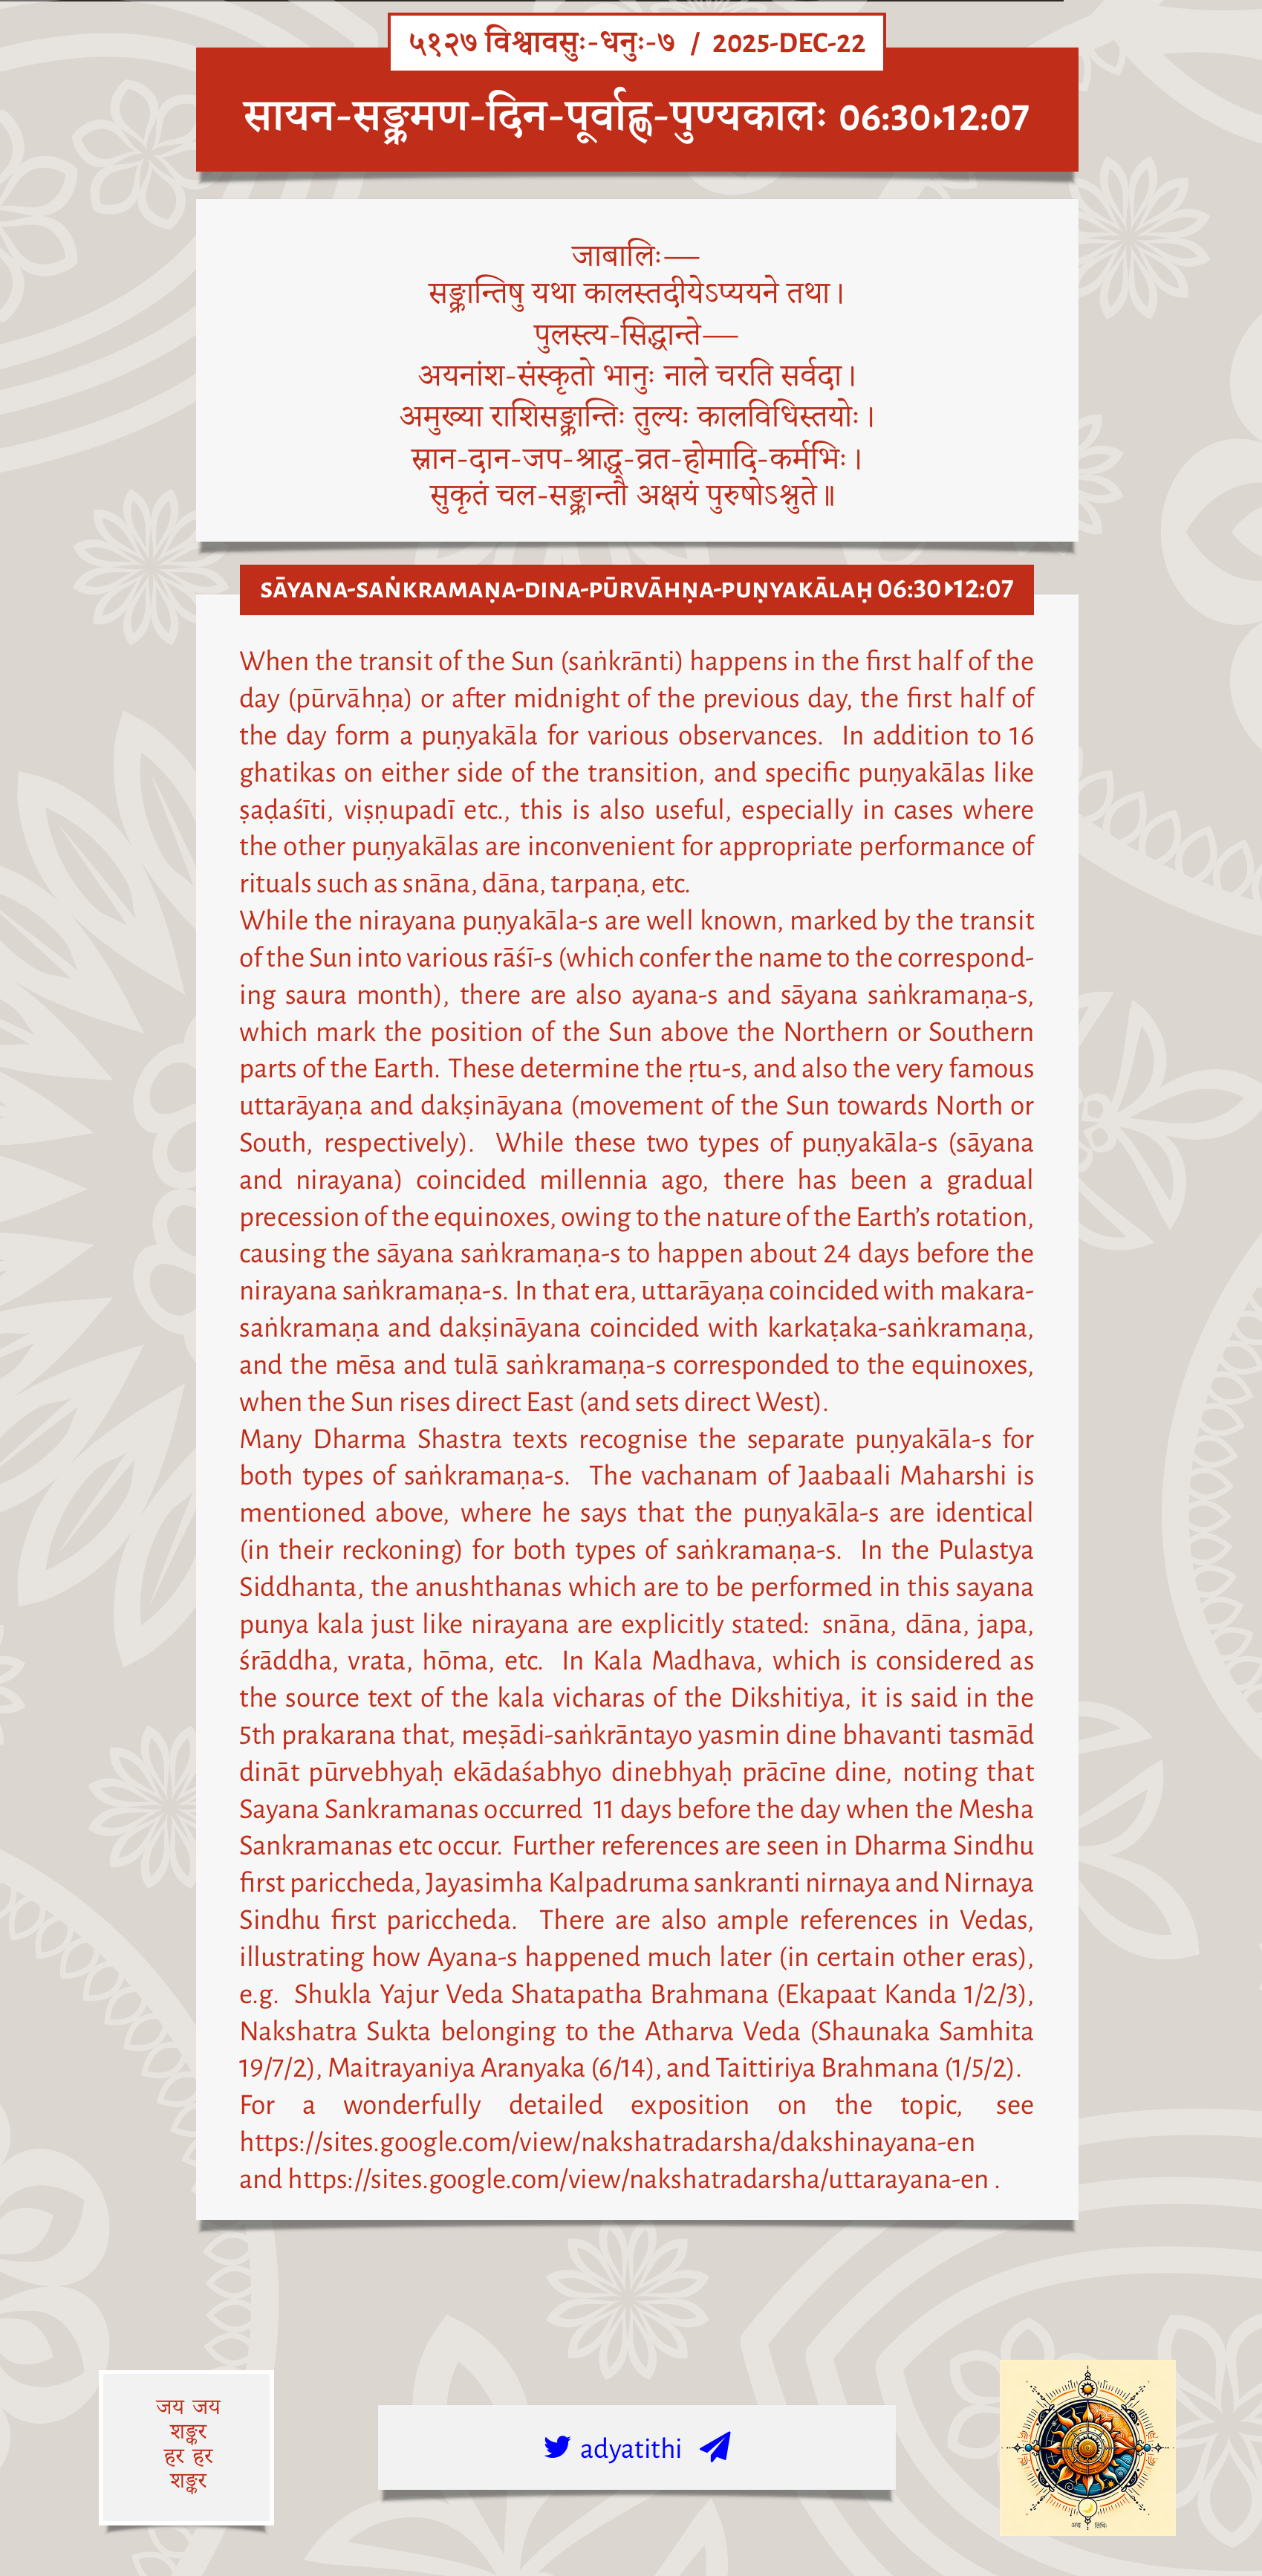 ५१२७ विश्वावसुः-धनुः-७ / 2025-DEC-22
सायन-सङ्क्रमण-दिन-पूर्वाह्ण-पुण्यकालः 06:30▸12:07
जाबालिः—
सङ्क्रान्तिषु यथा कालस्तदीयेऽप्ययने तथा।
पुलस्त्य-सिद्धान्ते—
अयनांश-संस्कृतो भानुः नाले चरति सर्वदा।
अमुख्या राशिसङ्क्रान्तिः तुल्यः कालविधिस्तयोः।
स्नान-दान-जप-श्राद्ध-व्रत-होमादि-कर्मभिः।
सुकृतं चल-सङ्क्रान्तौ अक्षयं पुरुषोऽश्नुते॥
SĀYANA-SAṄKRAMAṆA-DINA-PŪRVĀHṆA-PUṆYAKĀLAḤ 06:30▸12:07
When the transit of the Sun (saṅkrānti) happens in the first half of the
day (pūrvāhṇa) or after midnight of the previous day, the first half of
the day form a puṇyakāla for various observances. In addition to 16
ghatikas on either side of the transition, and specific puṇyakālas like
ṣaḍaśīti, viṣṇupadī etc., this is also useful, especially in cases where
the other puṇyakālas are inconvenient for appropriate performance of
rituals such as snāna, dāna, tarpaṇa, etc.
While the nirayana puṇyakāla-s are well known, marked by the transit
of the Sun into various rāśī-s (which confer the name to the correspond-
ing saura month), there are also ayana-s and sāyana saṅkramaṇa-s,
which mark the position of the Sun above the Northern or Southern
parts of the Earth. These determine the ṛtu-s, and also the very famous
uttarāyaṇa and dakṣināyana (movement of the Sun towards North or
South, respectively). While these two types of puṇyakāla-s (sāyana
and nirayana) coincided millennia ago, there has been a gradual
precession of the equinoxes, owing to the nature of the Earth’s rotation,
causing the sāyana saṅkramaṇa-s to happen about 24 days before the
nirayana saṅkramaṇa-s. In that era, uttarāyaṇa coincided with makara-
saṅkramaṇa and dakṣināyana coincided with karkaṭaka-saṅkramaṇa,
and the mēsa and tulā saṅkramaṇa-s corresponded to the equinoxes,
when the Sun rises direct East (and sets direct West).
Many Dharma Shastra texts recognise the separate puṇyakāla-s for
both types of saṅkramaṇa-s. The vachanam of Jaabaali Maharshi is
mentioned above, where he says that the puṇyakāla-s are identical
(in their reckoning) for both types of saṅkramaṇa-s. In the Pulastya
Siddhanta, the anushthanas which are to be performed in this sayana
punya kala just like nirayana are explicitly stated: snāna, dāna, japa,
śrāddha, vrata, hōma, etc. In Kala Madhava, which is considered as
the source text of the kala vicharas of the Dikshitiya, it is said in the
5th prakarana that, meṣādi-saṅkrāntayo yasmin dine bhavanti tasmād
dināt pūrvebhyaḥ ekādaśabhyo dinebhyaḥ prācīne dine, noting that
Sayana Sankramanas occurred 11 days before the day when the Mesha
Sankramanas etc occur. Further references are seen in Dharma Sindhu
first pariccheda, Jayasimha Kalpadruma sankranti nirnaya and Nirnaya
Sindhu first pariccheda. There are also ample references in Vedas,
illustrating how Ayana-s happened much later (in certain other eras),
e.g. Shukla Yajur Veda Shatapatha Brahmana (Ekapaat Kanda 1/2/3),
Nakshatra Sukta belonging to the Atharva Veda (Shaunaka Samhita
19/7/2), Maitrayaniya Aranyaka (6/14), and Taittiriya Brahmana (1/5/2).
For a wonderfully detailed exposition on the topic, see
https://sites.google.com/view/nakshatradarsha/dakshinayana-en
and https://sites.google.com/view/nakshatradarsha/uttarayana-en .
जय जय
शङ्कर
हर हर
शङ्कर
adyatithi
अद्य तिथिः